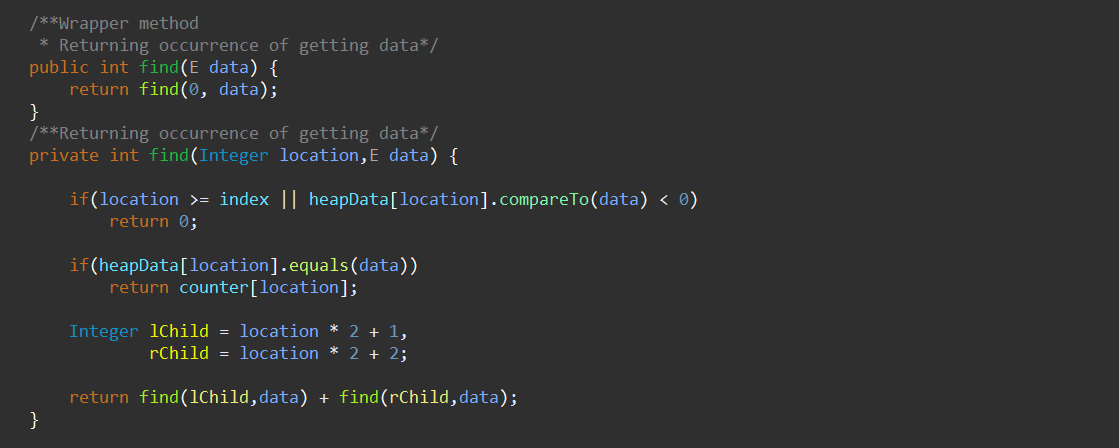 /**Wrapper method
 * Returning occurrence of getting data*/
public int find(E data) {
    return find(0, data);
}
/**Returning occurrence of getting data*/
private int find(Integer location,E data) {

    if(location >= index || heapData[location].compareTo(data) < 0)
        return 0;

    if(heapData[location].equals(data))
        return counter[location];

    Integer lChild = location * 2 + 1,
            rChild = location * 2 + 2;

    return find(lChild,data) + find(rChild,data);
}